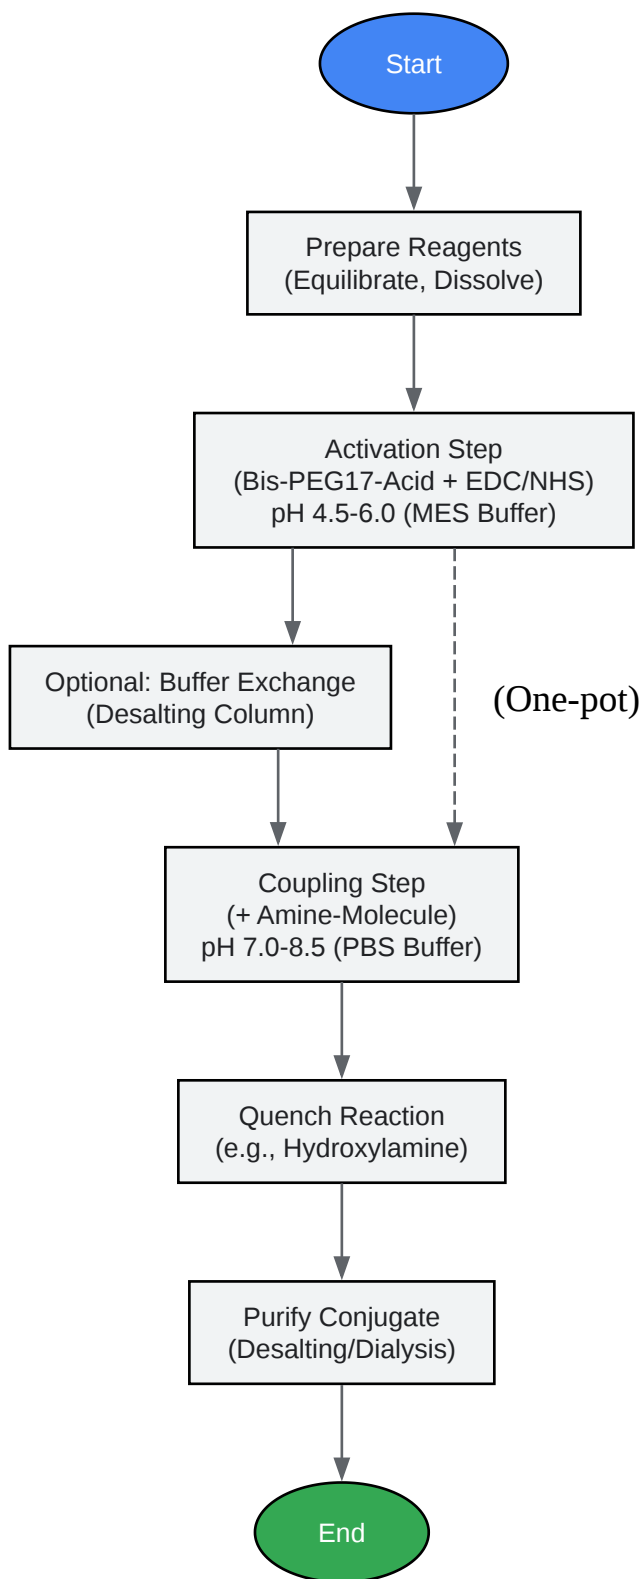 Start
Prepare Reagents
(Equilibrate, Dissolve)
Activation Step
(Bis-PEG17-Acid + EDC/NHS)
pH 4.5-6.0 (MES Buffer)
Optional: Buffer Exchange
(Desalting Column)
(One-pot)
Coupling Step
(+ Amine-Molecule)
pH 7.0-8.5 (PBS Buffer)
Quench Reaction
(e.g., Hydroxylamine)
Purify Conjugate
(Desalting/Dialysis)
End